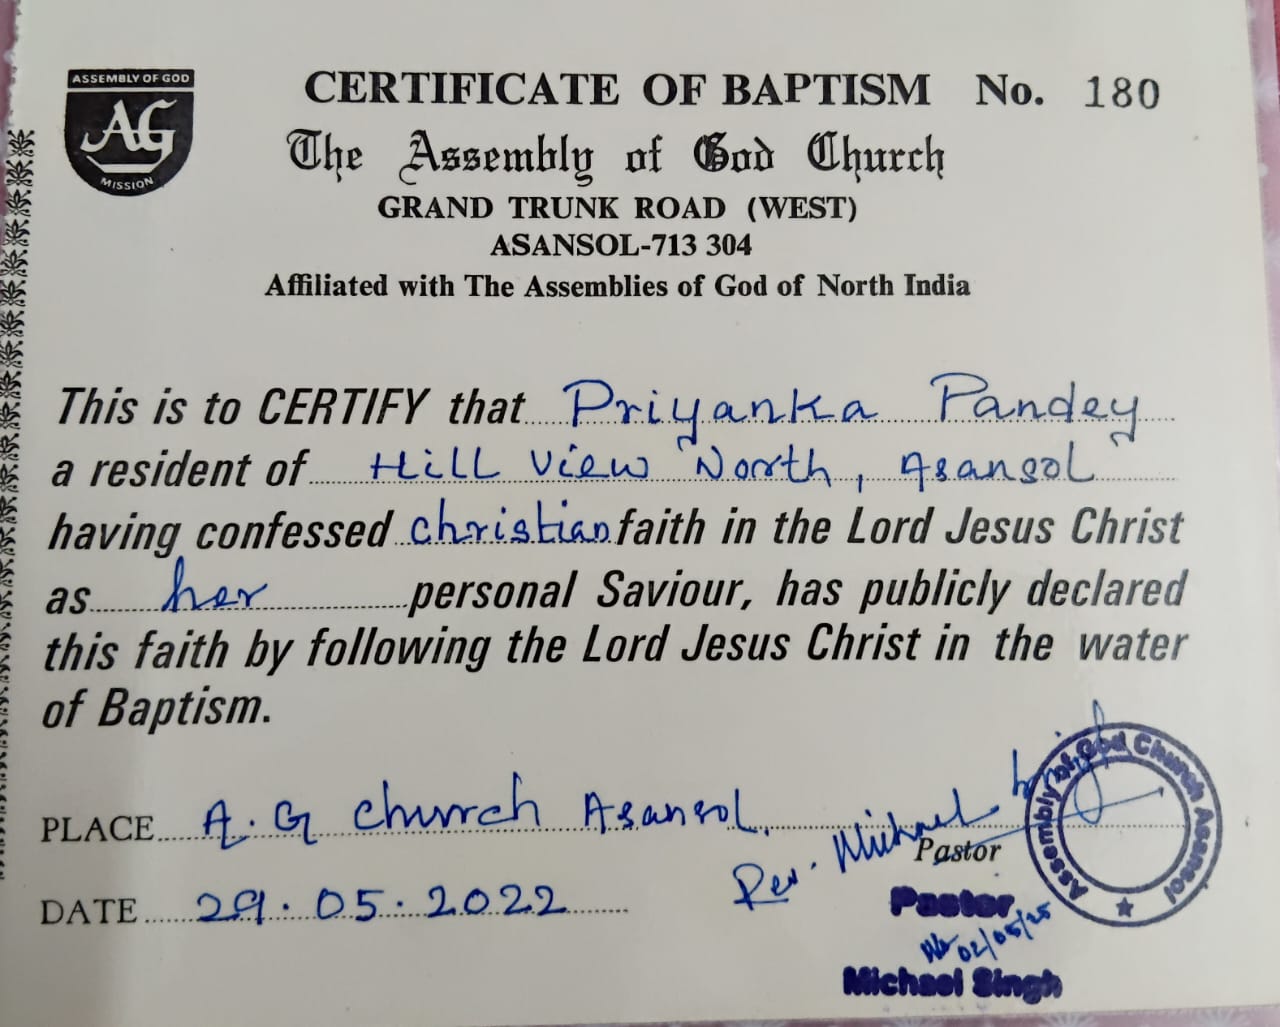 ASSEMBLY OF GOD
AG
MISSION
CERTIFICATE OF BAPTISM No. 180
The Assembly of God Church
GRAND TRUNK ROAD (WEST)
ASANSOL-713 304
Affiliated with The Assemblies of God of North India
This is to CERTIFY that Priyanka Pandey
a resident of Hill View North, Asansol
having confessed christian faith in the Lord Jesus Christ
as her personal Saviour, has publicly declared
this faith by following the Lord Jesus Christ in the water
of Baptism.
PLACE A.G church Asansol.
Rev. Michael Singh
Pastor
Assembly of God Church Asansol
DATE 29.05.2022
Pastor
02/05/25
Michael Singh